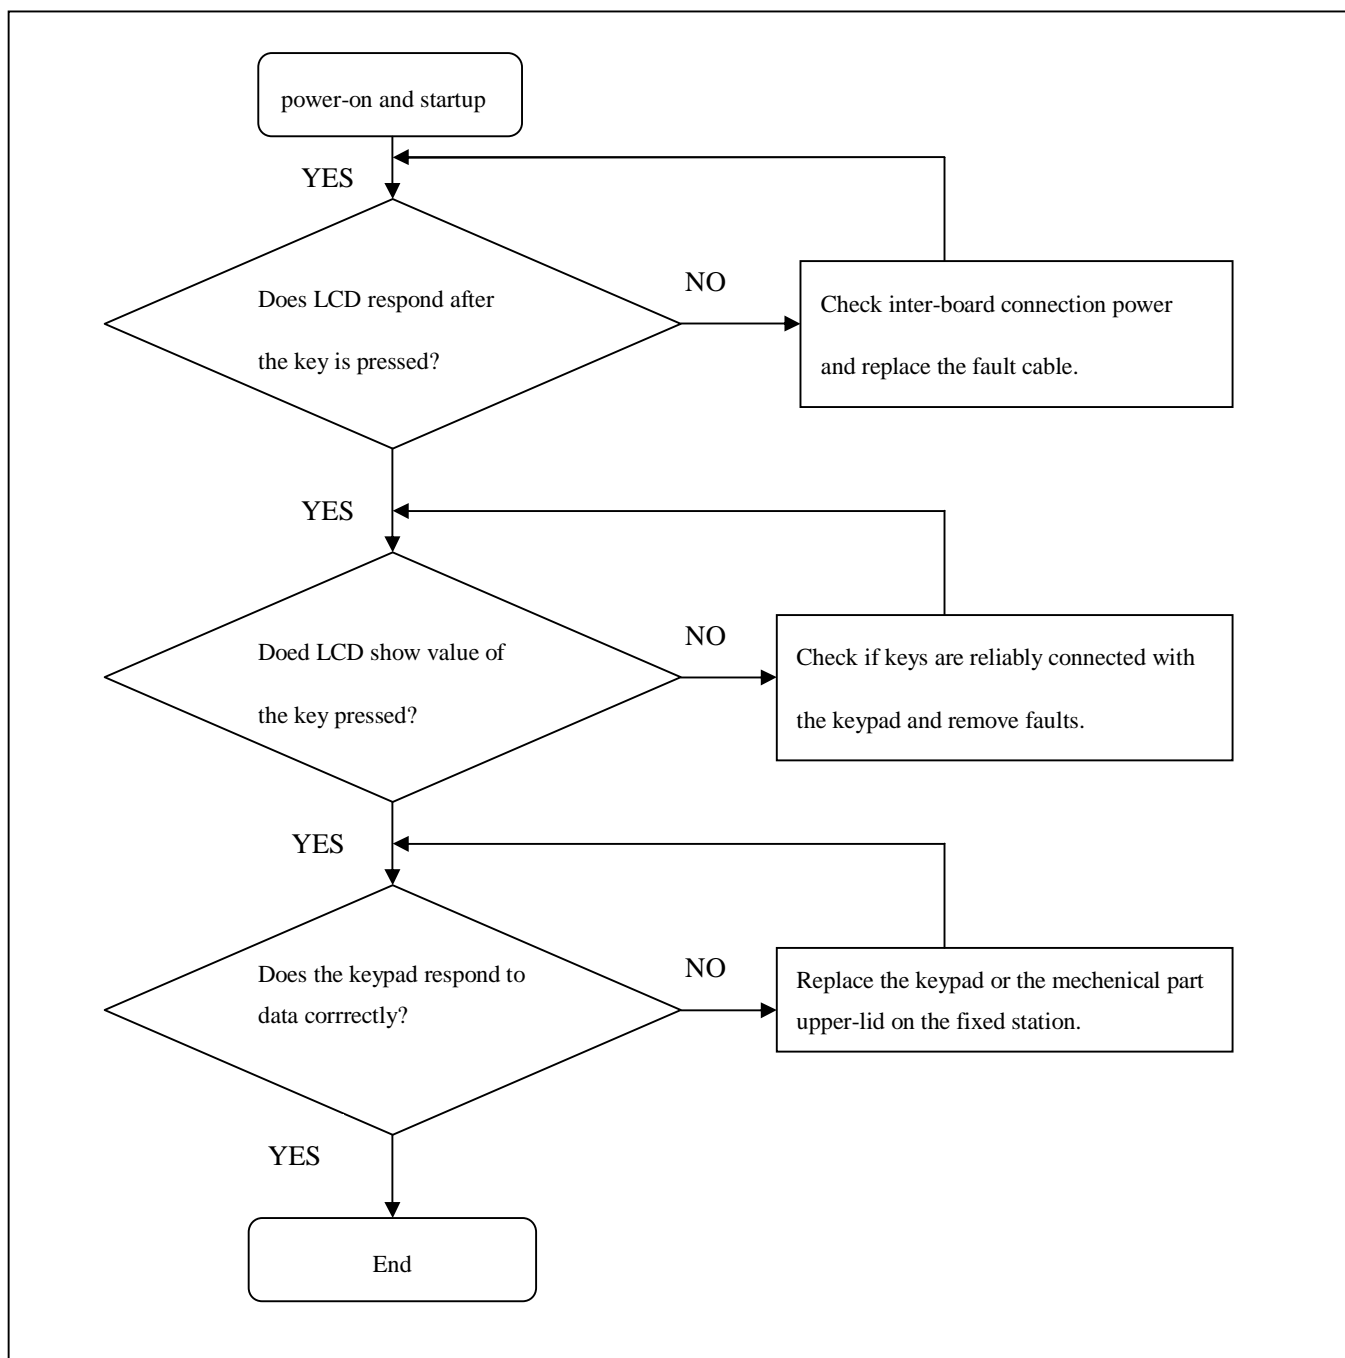 power-on and startup
YES
Does LCD respond after
the key is pressed?
NO
Check inter-board connection power
and replace the fault cable.
YES
Doed LCD show value of
the key pressed?
NO
Check if keys are reliably connected with
the keypad and remove faults.
YES
Does the keypad respond to
data corrrectly?
NO
Replace the keypad or the mechenical part
upper-lid on the fixed station.
YES
End